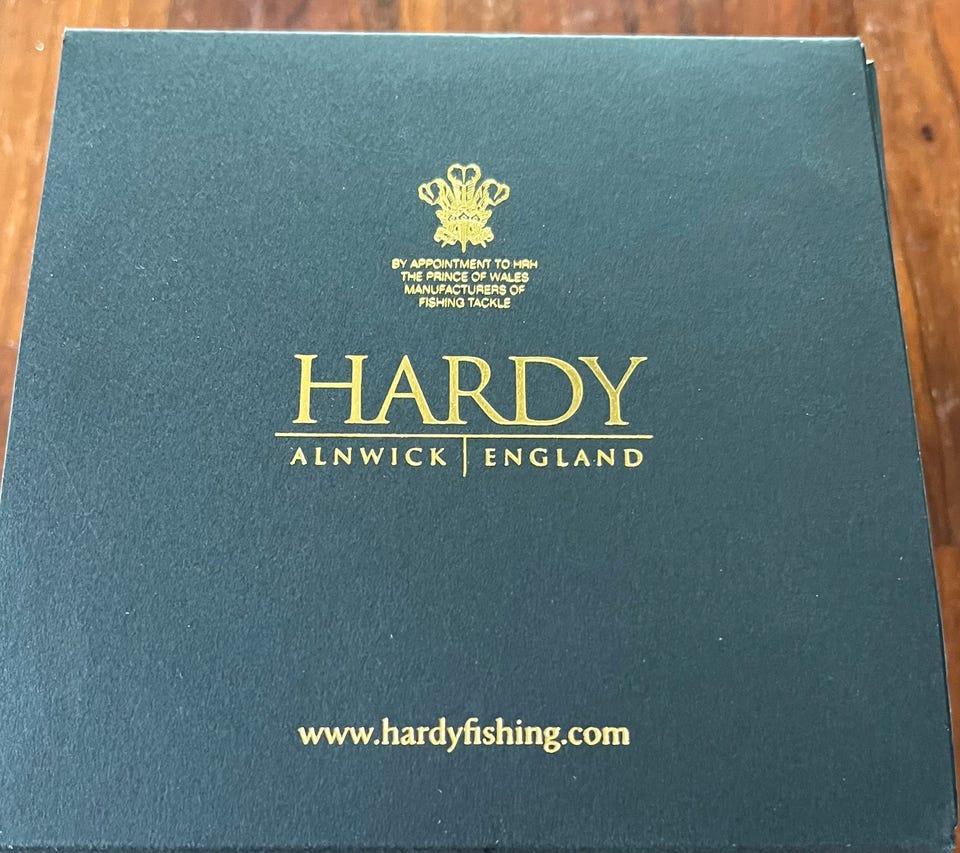 BY APPOINTMENT TO HRH
THE PRINCE OF WALES
MANUFACTURERS OF
FISHING TACKLE
HARDY
ALNWICK | ENGLAND
www.hardyfishing.com